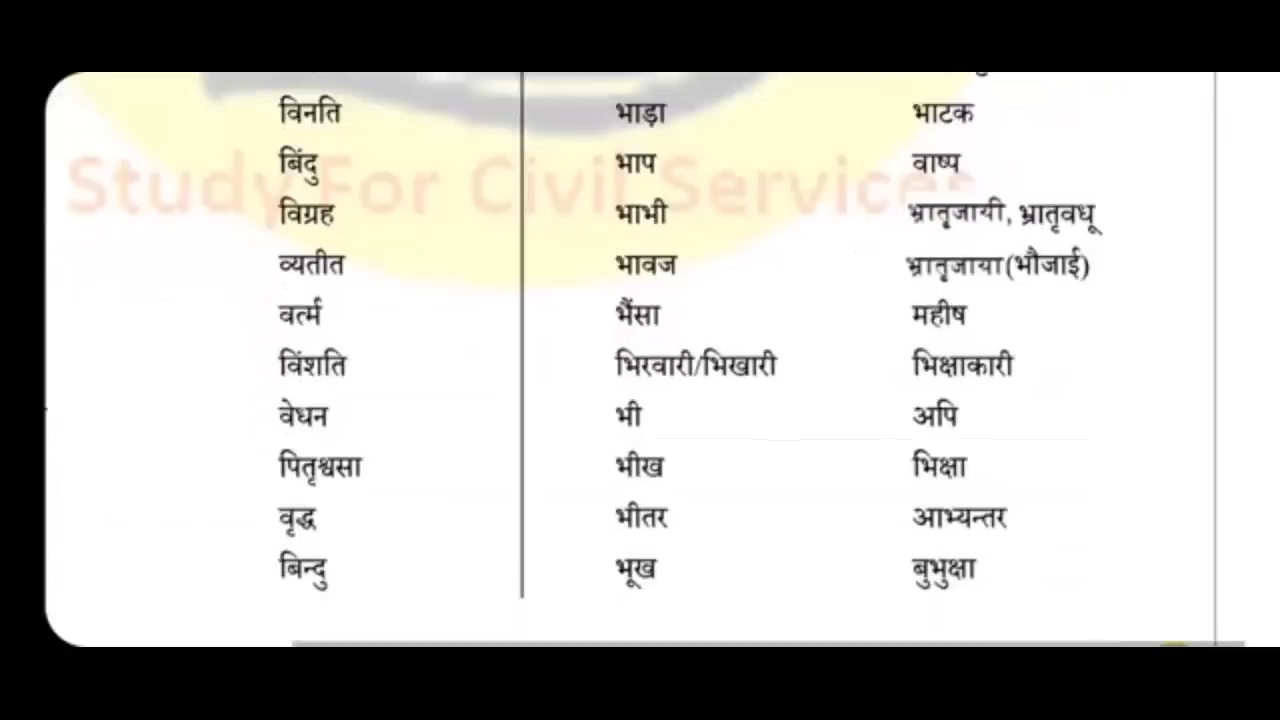 विनति भाड़ा भाटक
बिंदु भाप वाष्प
Study For Civil Services
विग्रह भाभी भ्रातृजायी, भ्रातृवधू
व्यतीत भावज भ्रातृजाया (भौजाई)
वर्त्म भैंसा महीष
विंशति भिरवारी/भिखारी भिक्षाकारी
वेधन भी अपि
पितृश्वसा भीख भिक्षा
वृद्ध भीतर आभ्यन्तर
बिन्दु भूख बुभुक्षा